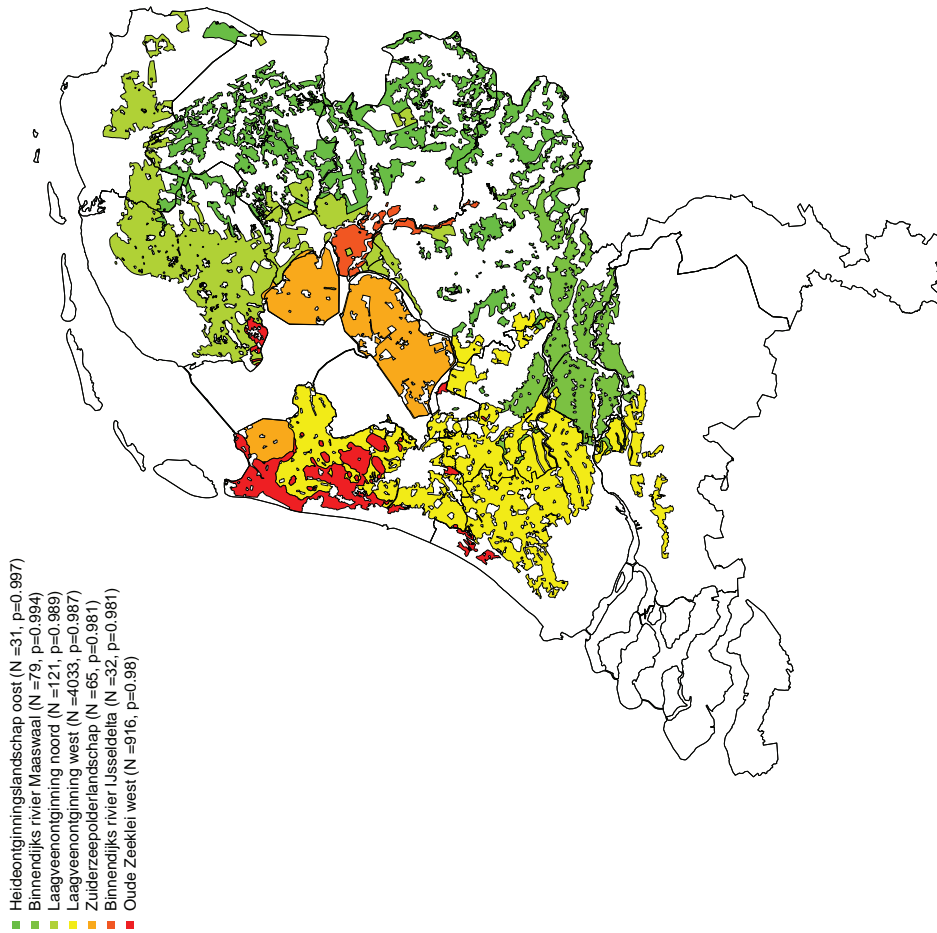 Heideontginningslandschap oost (N =31, p=0.997)
Binnendijks rivier Maaswaal (N =79, p=0.994)
Laagveenontginning noord (N =121, p=0.989)
Laagveenontginning west (N =4033, p=0.987)
Zuiderzeepolderlandschap (N =65, p=0.981)
Binnendijks rivier IJsseldelta (N =32, p=0.981)
Oude Zeeklei west (N =916, p=0.98)